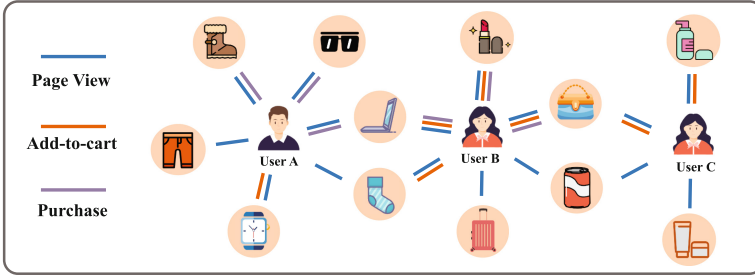 Page View
Add-to-cart
Purchase
User A
User B
User C